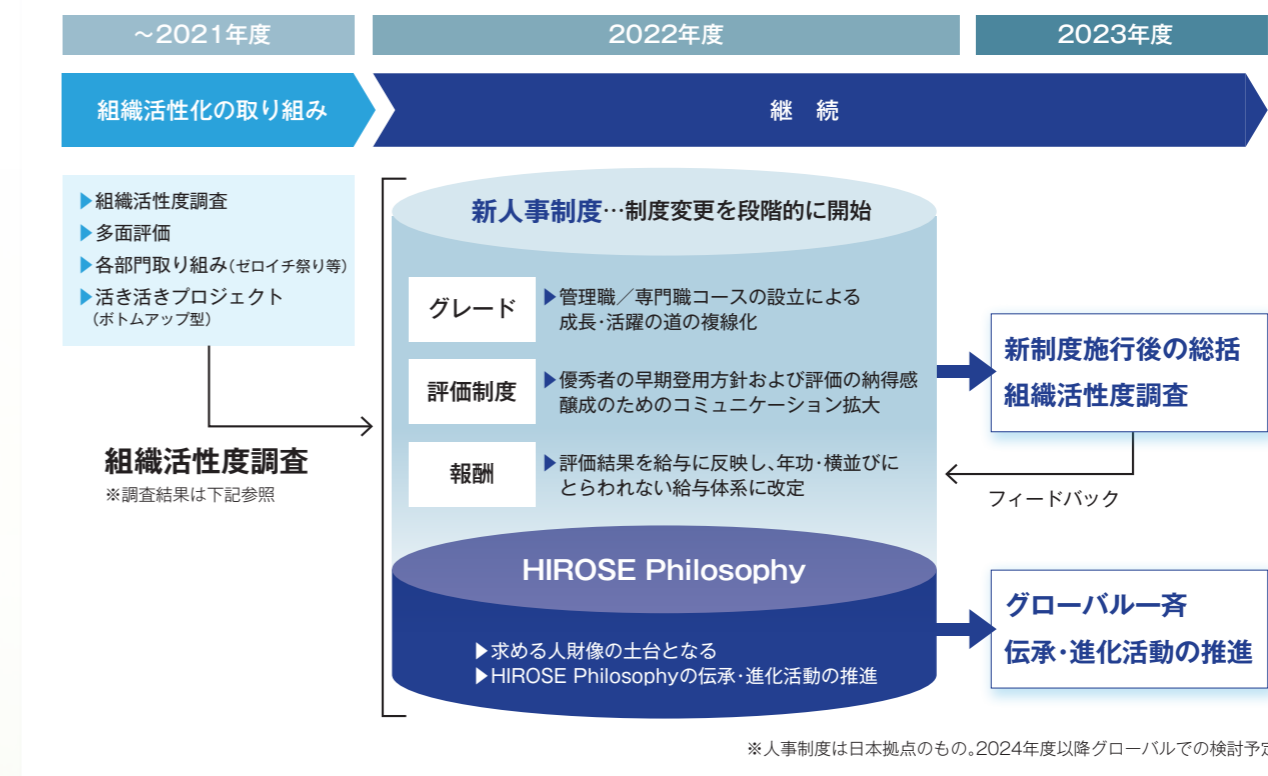 ～2021年度
2022年度
2023年度
組織活性化の取り組み
継 続
▶組織活性度調査
▶多面評価
▶各部門取り組み(ゼロイチ祭り等)
▶活き活きプロジェクト
(ボトムアップ型)
組織活性度調査
※調査結果は下記参照
新人事制度…制度変更を段階的に開始
グレード
▶管理職／専門職コースの設立による
成長・活躍の道の複線化
評価制度
▶優秀者の早期登用方針および評価の納得感
醸成のためのコミュニケーション拡大
報酬
▶評価結果を給与に反映し、年功・横並びに
とらわれない給与体系に改定
HIROSE Philosophy
▶求める人財像の土台となる
▶HIROSE Philosophyの伝承・進化活動の推進
新制度施行後の総括
組織活性度調査
フィードバック
グローバル一斉
伝承・進化活動の推進
※人事制度は日本拠点のもの。2024年度以降グローバルでの検討予定